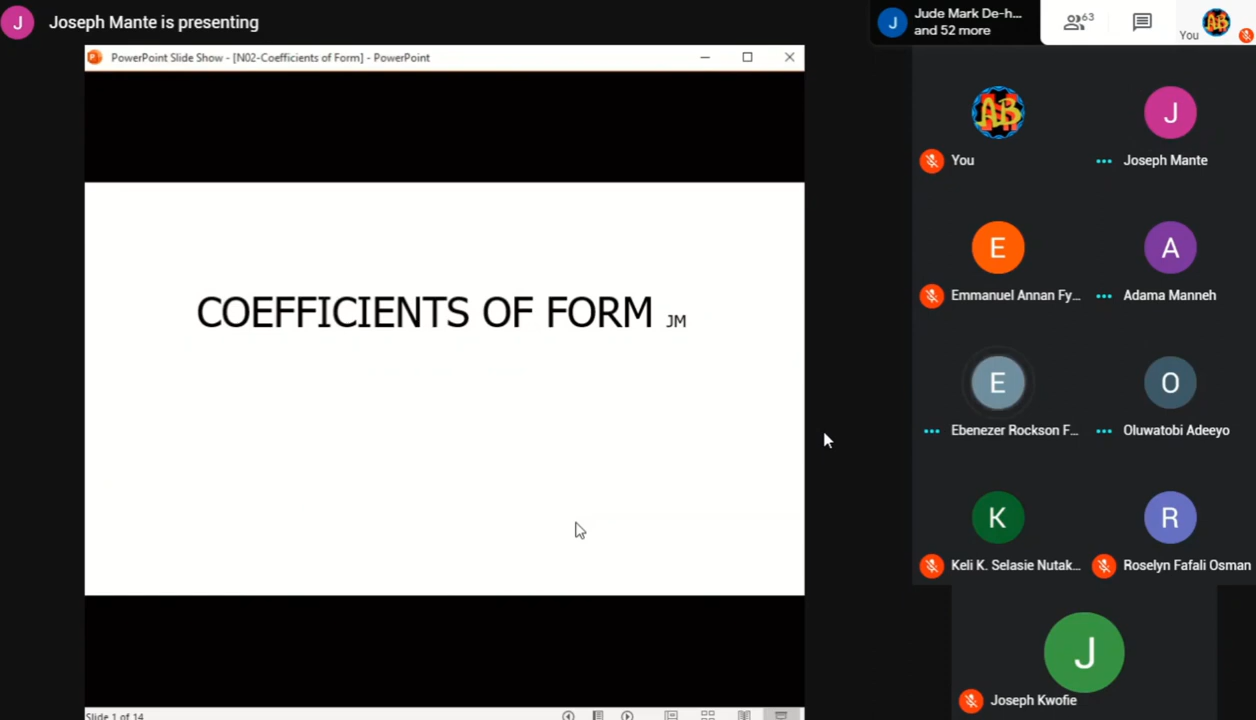 J Joseph Mante is presenting
J Jude Mark De-h...
and 52 more
63
You
PowerPoint Slide Show - [N02-Coefficients of Form] - PowerPoint
COEFFICIENTS OF FORM JM
Slide 1 of 14
AB
You
J
Joseph Mante
E
Emmanuel Annan Fy...
A
Adama Manneh
E
Ebenezer Rockson F...
O
Oluwatobi Adeeyo
K
Keli K. Selasie Nutak...
R
Roselyn Fafali Osman
J
Joseph Kwofie